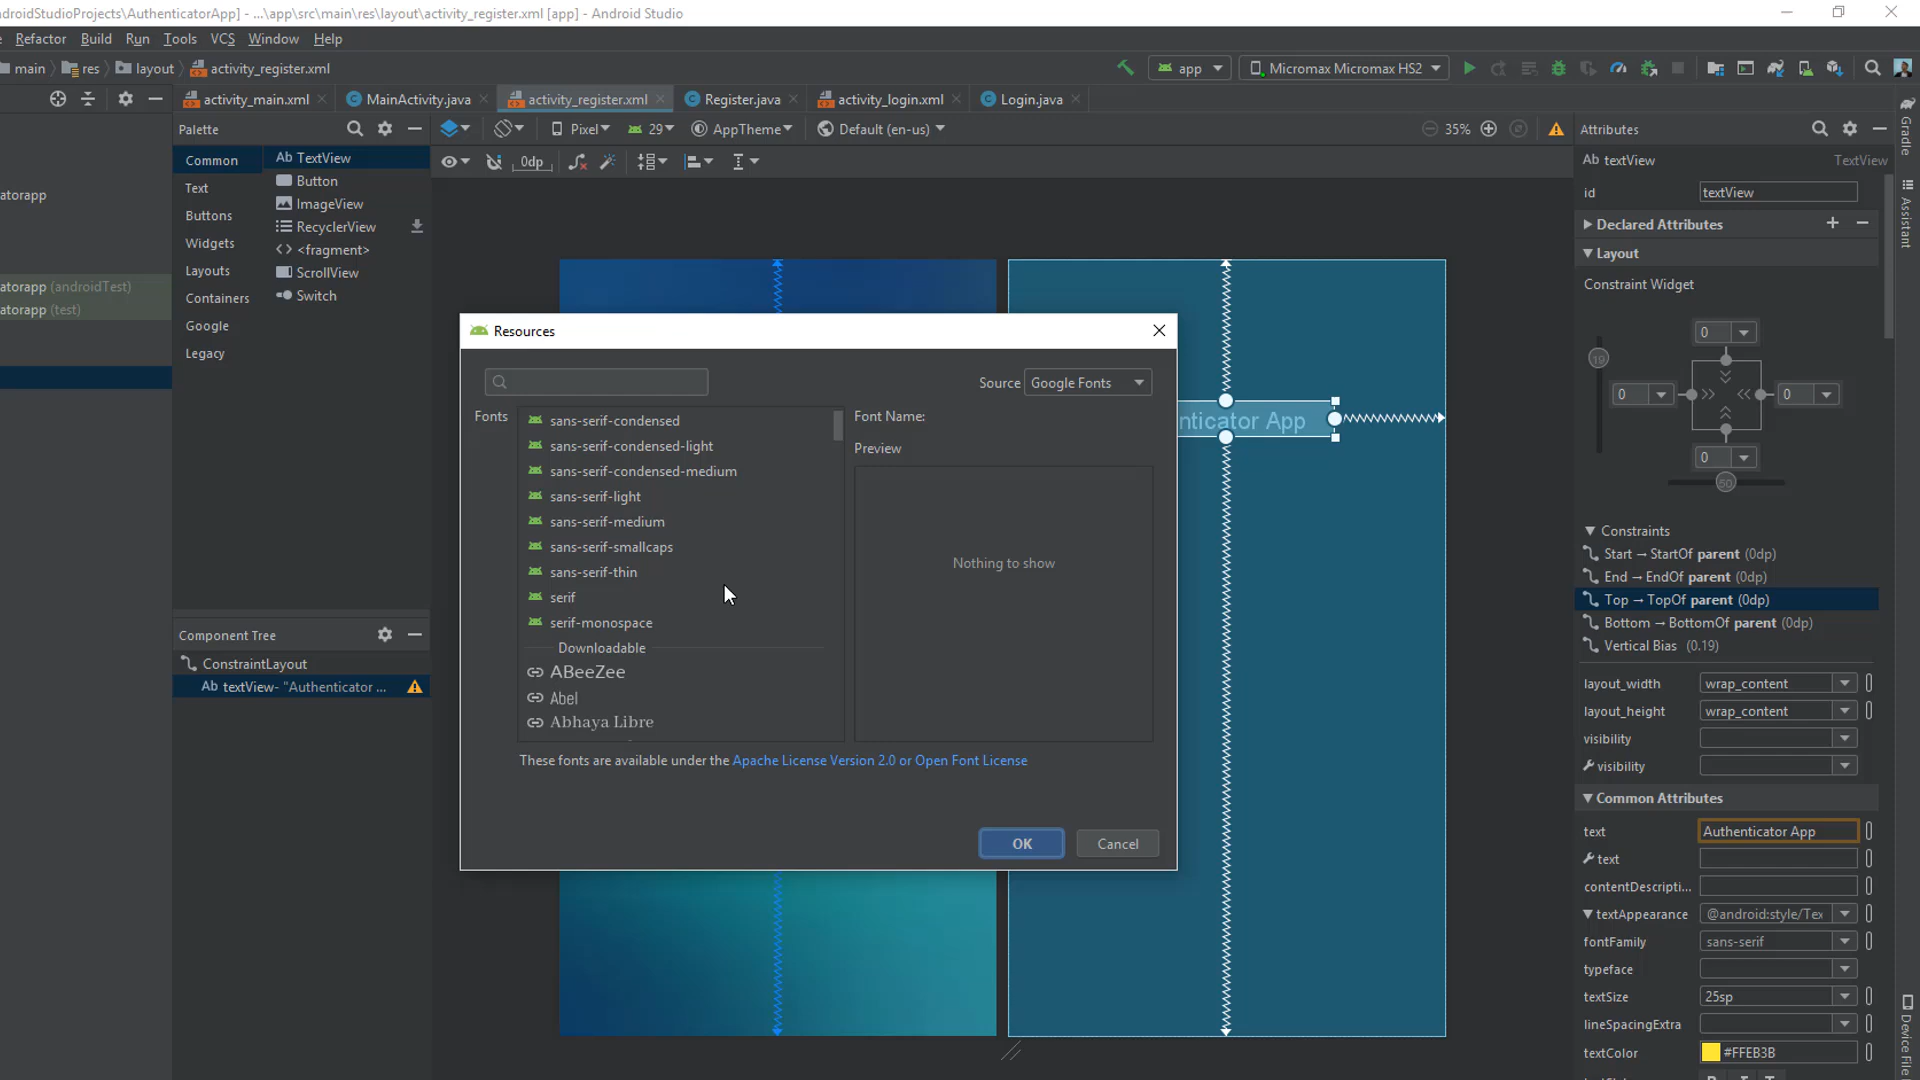 ndroidStudioProjects\AuthenticatorApp] - ...\app\src\main\res\layout\activity_register.xml [app] - Android Studio
Refactor Build Run Tools VCS Window Help
main res layout activity_register.xml
app Micromax Micromax HS2
activity_main.xml MainActivity.java activity_register.xml Register.java activity_login.xml Login.java
Palette
Pixel 29 AppTheme Default (en-us) 35%
Attributes
0dp
Common
Text
Buttons
Widgets
Layouts
Containers
Google
Legacy
Ab TextView
Button
ImageView
RecyclerView
<fragment>
ScrollView
Switch
atorapp
atorapp (androidTest)
atorapp (test)
Component Tree
ConstraintLayout
Ab textView- "Authenticator ...
Resources
Source Google Fonts
Fonts
sans-serif-condensed
sans-serif-condensed-light
sans-serif-condensed-medium
sans-serif-light
sans-serif-medium
sans-serif-smallcaps
sans-serif-thin
serif
serif-monospace
Downloadable
ABeeZee
Abel
Abhaya Libre
Font Name:
Preview
Nothing to show
These fonts are available under the Apache License Version 2.0 or Open Font License
OK Cancel
nticator App
Ab textView TextView
id textView
Declared Attributes
Layout
Constraint Widget
0
19
0 0
0
50
Constraints
Start → StartOf parent (0dp)
End → EndOf parent (0dp)
Top → TopOf parent (0dp)
Bottom → BottomOf parent (0dp)
Vertical Bias (0.19)
layout_width wrap_content
layout_height wrap_content
visibility
visibility
Common Attributes
text Authenticator App
text
contentDescripti...
textAppearance @android:style/Tex
fontFamily sans-serif
typeface
textSize 25sp
lineSpacingExtra
textColor #FFEB3B
Gradle
Assistant
Device File